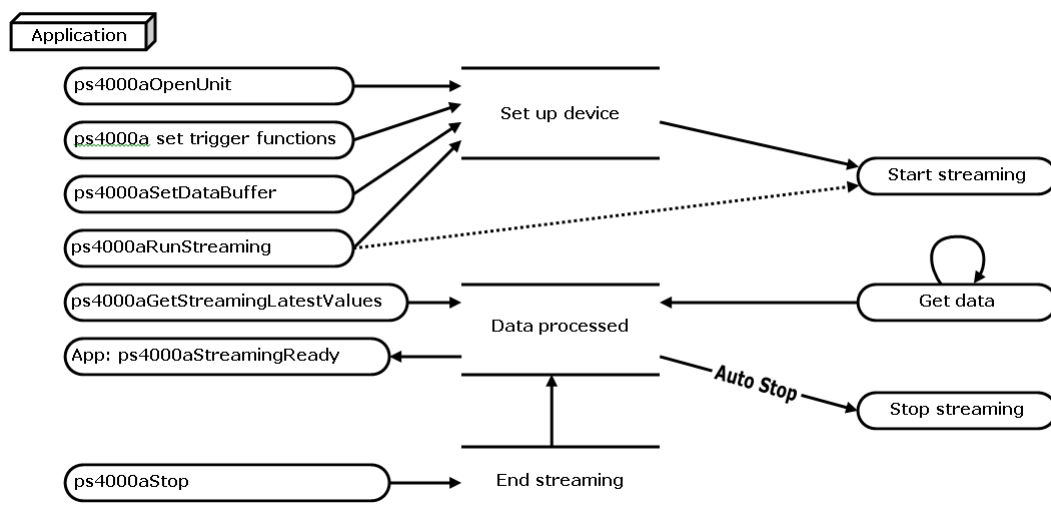 Application
ps4000aOpenUnit
ps4000a set trigger functions
Set up device
ps4000aSetDataBuffer
Start streaming
ps4000aRunStreaming
ps4000aGetStreamingLatestValues
Get data
Data processed
App: ps4000aStreamingReady
Auto Stop
Stop streaming
ps4000aStop
End streaming